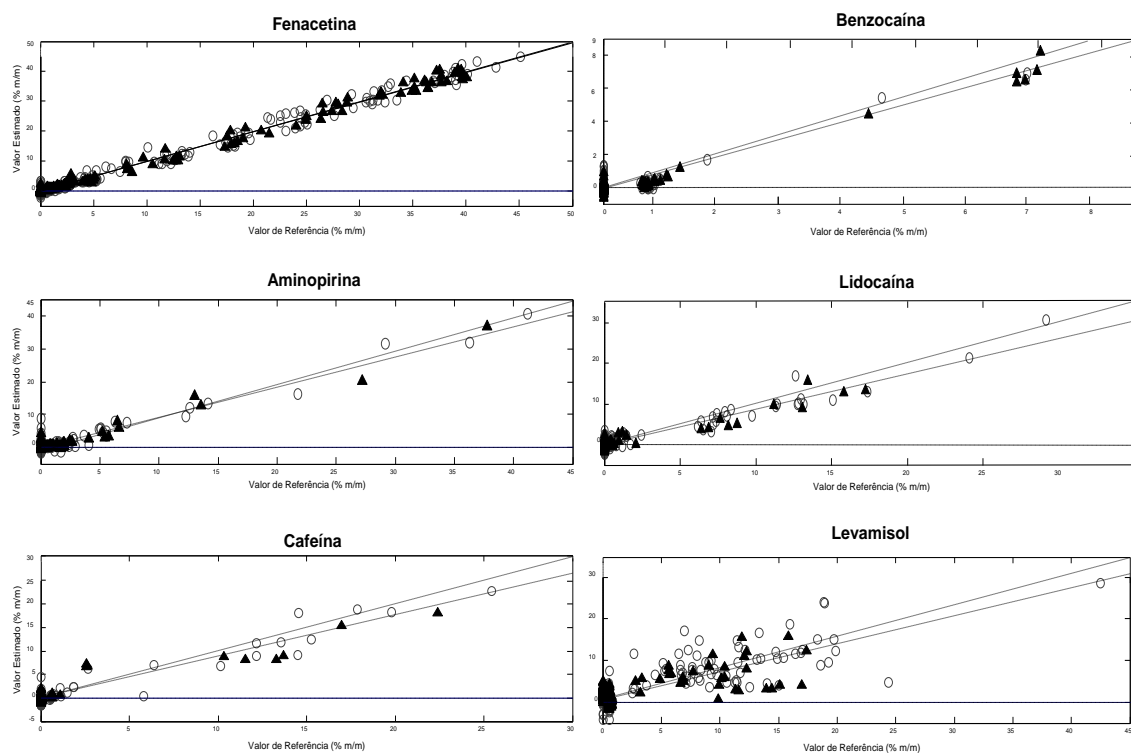 Fenacetina
Valor Estimado (% m/m)
50
40
30
20
10
0
0 5 10 15 20 25 30 35 40 45 50
Valor de Referência (% m/m)
Benzocaína
9
8
6
4
2
0
0 1 2 3 4 5 6 7 8
Valor de Referência (% m/m)
Aminopirina
Valor Estimado (% m/m)
45
40
30
20
10
0
0 5 10 15 20 25 30 35 40 45
Valor de Referência (% m/m)
Lidocaína
30
20
10
0
0 5 10 15 20 25 30
Valor de Referência (% m/m)
Cafeína
Valor Estimado (% m/m)
30
25
20
15
10
5
0
-5
0 5 10 15 20 25 30
Valor de Referência (% m/m)
Levamisol
30
20
10
0
0 5 10 15 20 25 30 35 40 45
Valor de Referência (% m/m)